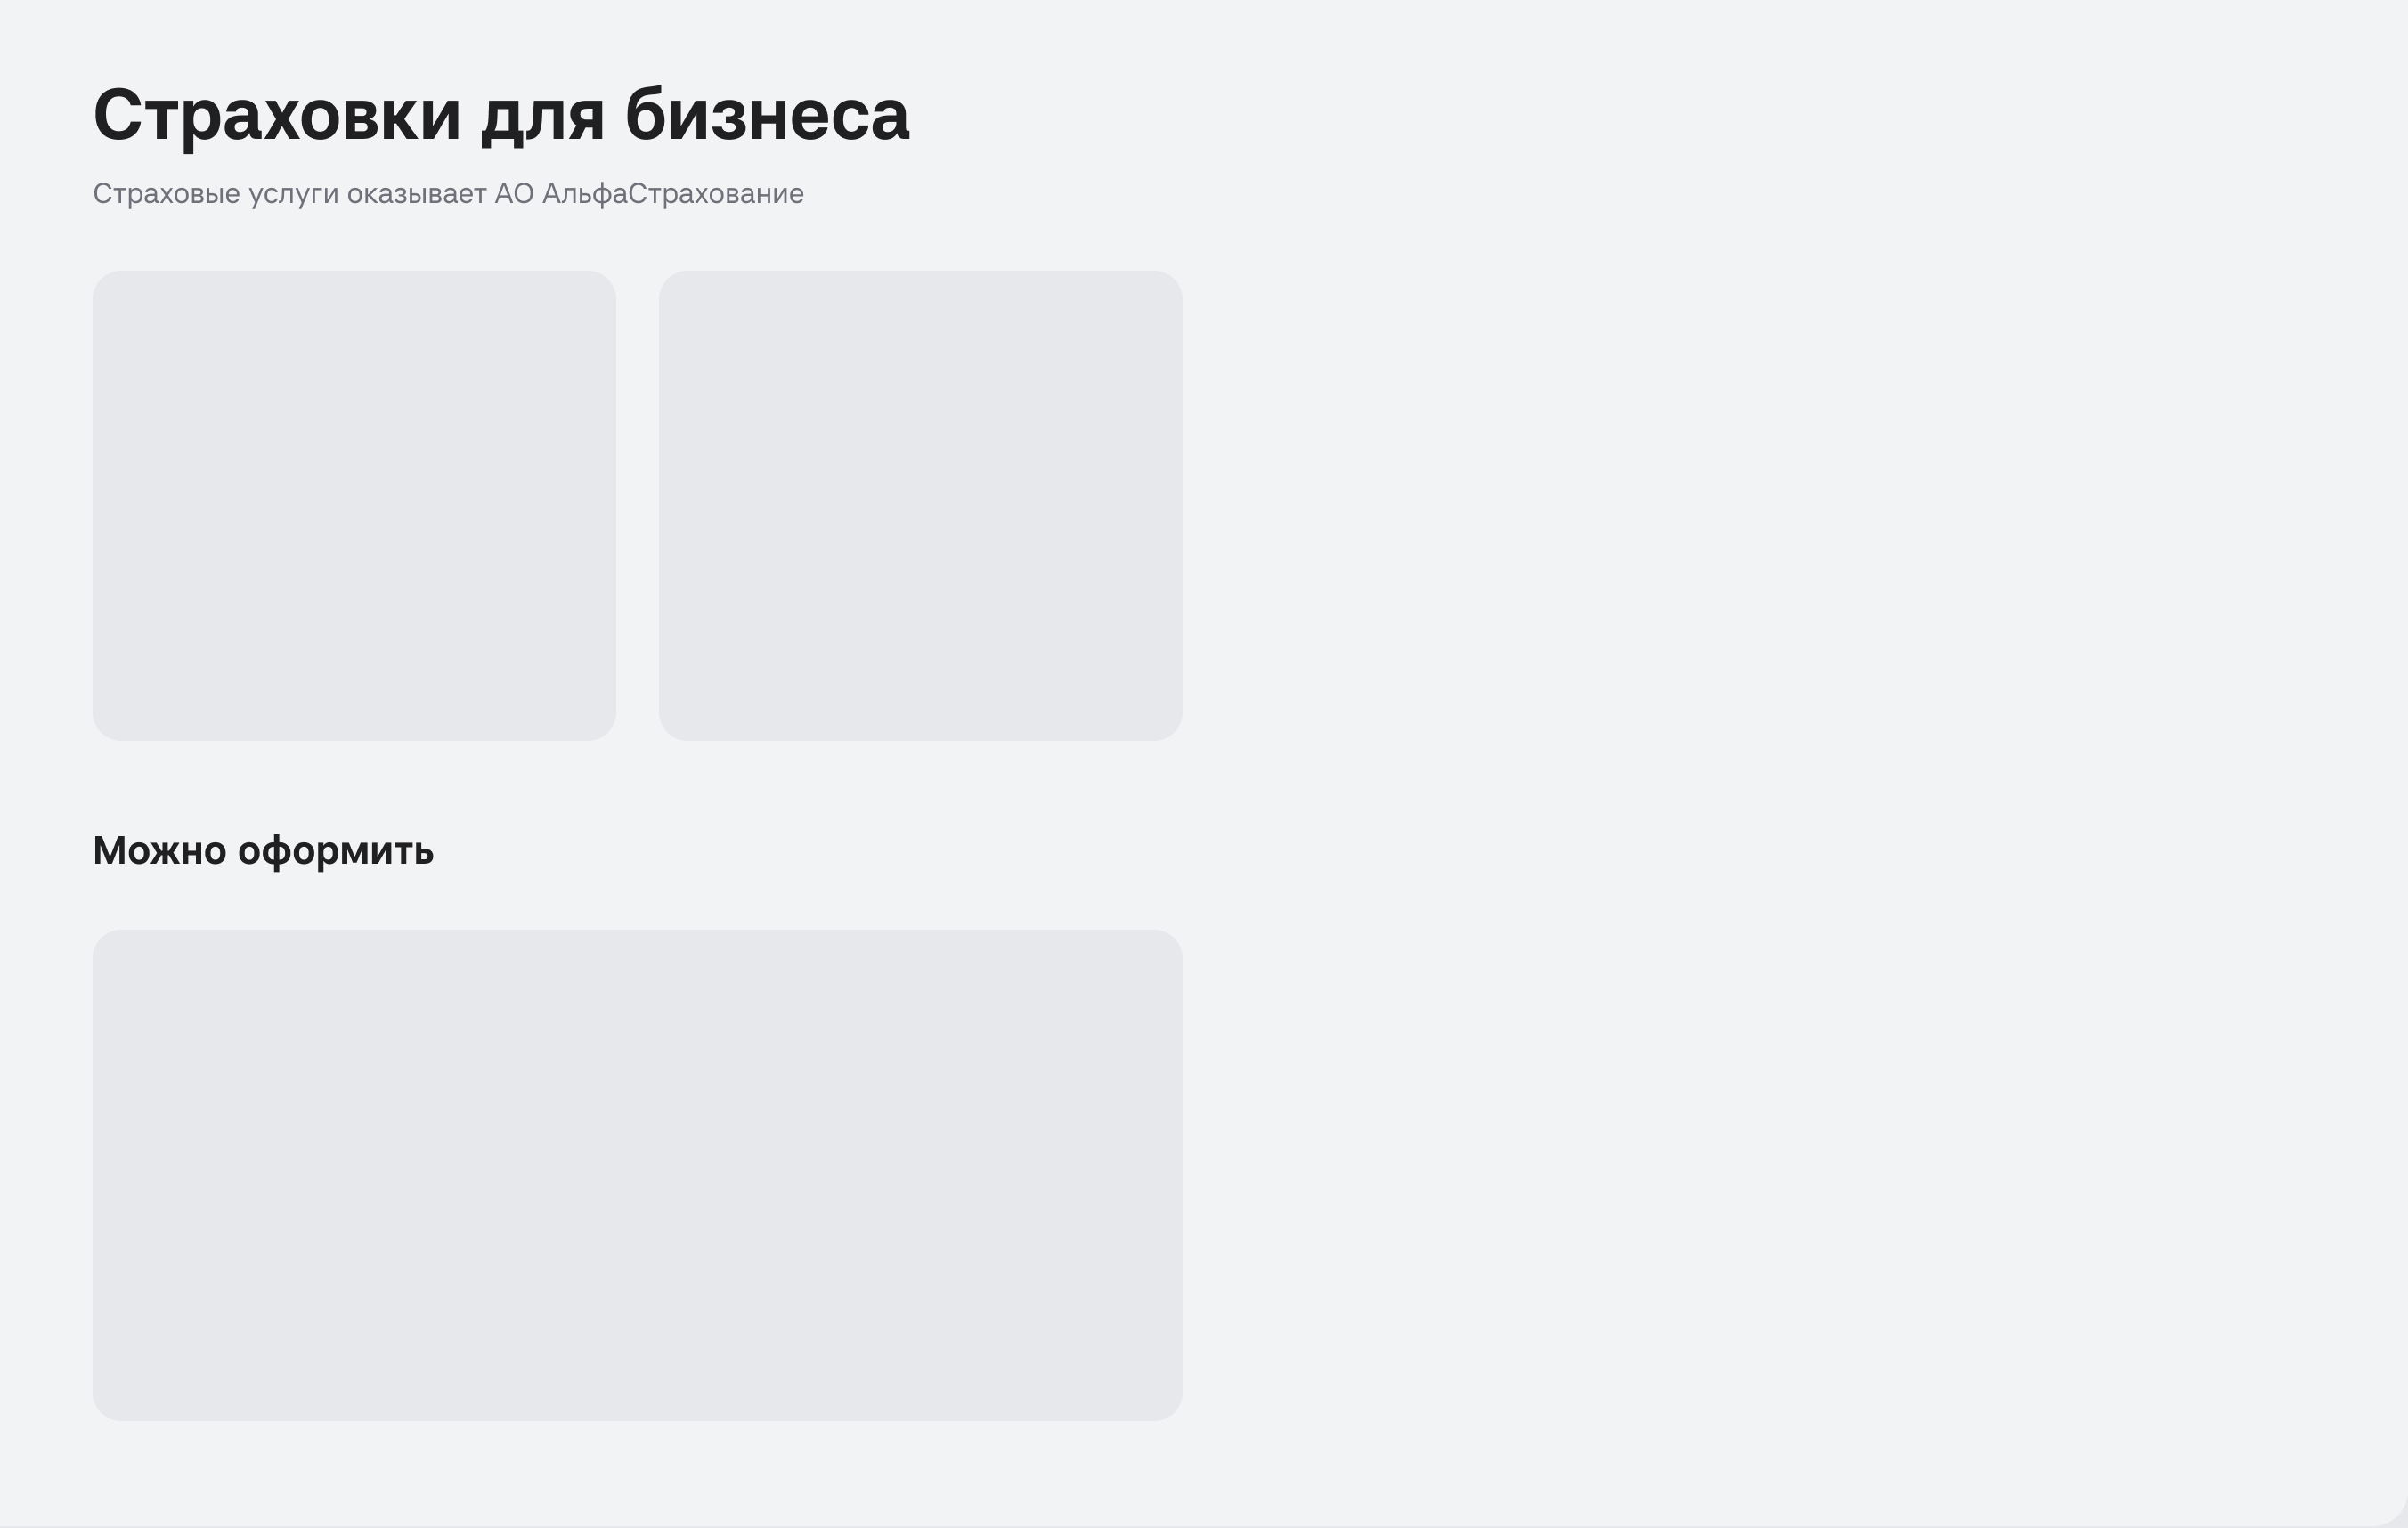 Страховки для бизнеса
Страховые услуги оказывает АО АльфаСтрахование
Можно оформить